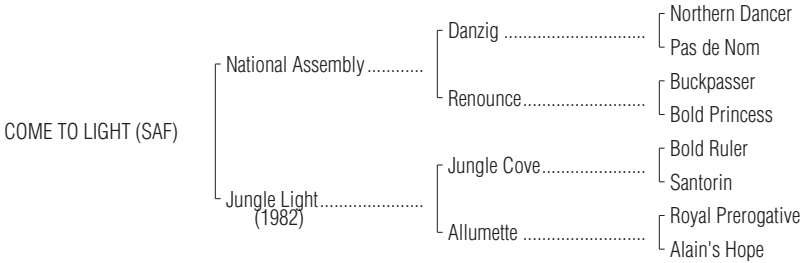 Northern Dancer
Danzig ..............................
Pas de Nom
National Assembly............
Buckpasser
Renounce..........................
Bold Princess
COME TO LIGHT (SAF)
Bold Ruler
Jungle Cove......................
Santorin
Jungle Light......................
(1982)
Royal Prerogative
Allumette ..........................
Alain's Hope